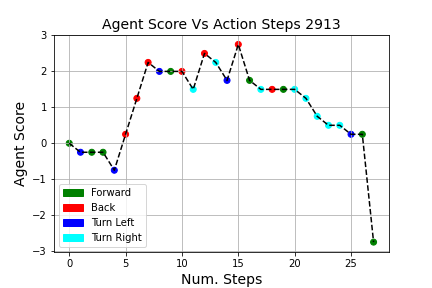 Agent Score Vs Action Steps 2913
3
2
1
0
−1
−2
−3
Agent Score
Forward
Back
Turn Left
Turn Right
0 5 10 15 20 25
Num. Steps